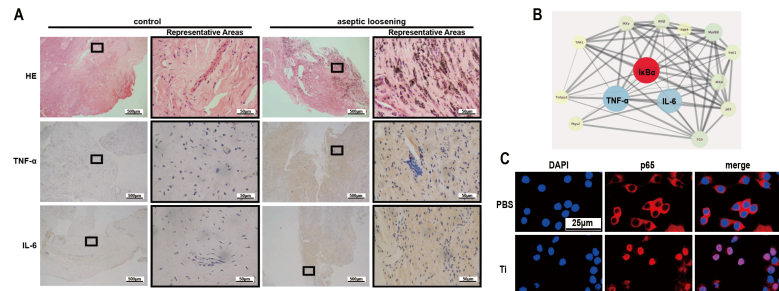 A
control
aseptic loosening
Representative Areas
Representative Areas
HE
500μm
50μm
500μm
50μm
TNF-α
500μm
50μm
500μm
50μm
IL-6
500μm
50μm
500μm
50μm
B
IκBα
TNF-α
IL-6
C
DAPI
p65
merge
PBS
25μm
Ti